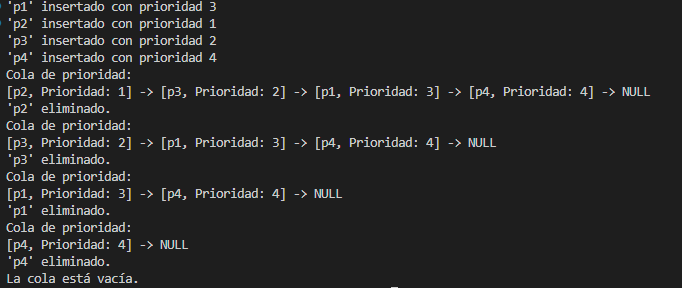 'p1' insertado con prioridad 3
'p2' insertado con prioridad 1
'p3' insertado con prioridad 2
'p4' insertado con prioridad 4
Cola de prioridad:
[p2, Prioridad: 1] -> [p3, Prioridad: 2] -> [p1, Prioridad: 3] -> [p4, Prioridad: 4] -> NULL
'p2' eliminado.
Cola de prioridad:
[p3, Prioridad: 2] -> [p1, Prioridad: 3] -> [p4, Prioridad: 4] -> NULL
'p3' eliminado.
Cola de prioridad:
[p1, Prioridad: 3] -> [p4, Prioridad: 4] -> NULL
'p1' eliminado.
Cola de prioridad:
[p4, Prioridad: 4] -> NULL
'p4' eliminado.
La cola está vacía.